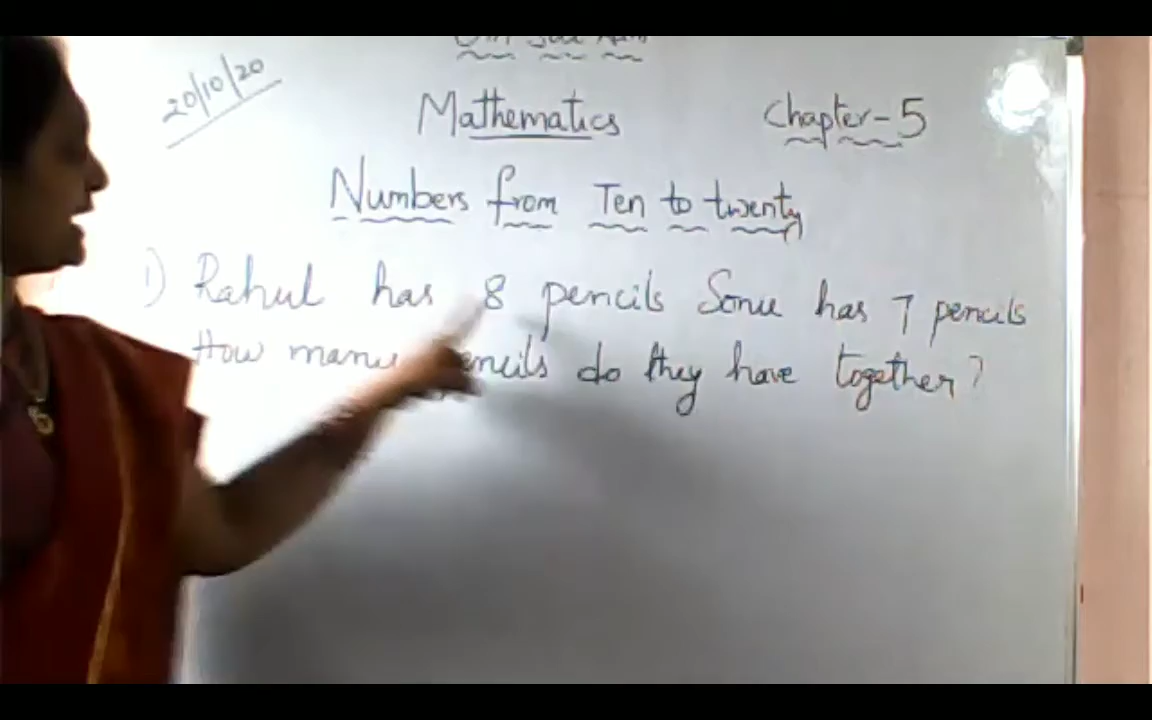 20/10/20
Mathematics Chapter-5
Numbers from Ten to twenty
1) Rahul has 8 pencils Sonu has 7 pencils
How many pencils do they have together?